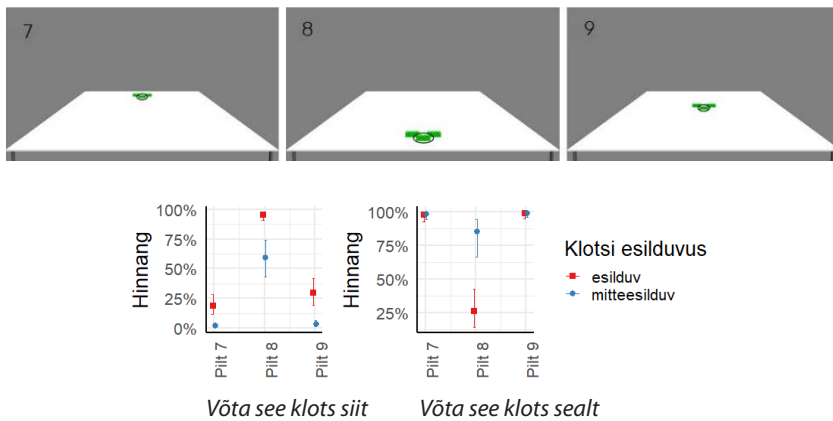 7
8
9
Hinnang
100%
75%
50%
25%
0%
Pilt 7
Pilt 8
Pilt 9
Võta see klots siit
Hinnang
100%
75%
50%
25%
Pilt 7
Pilt 8
Pilt 9
Võta see klots sealt
Klotsi esilduvus
esilduv
mitteesilduv